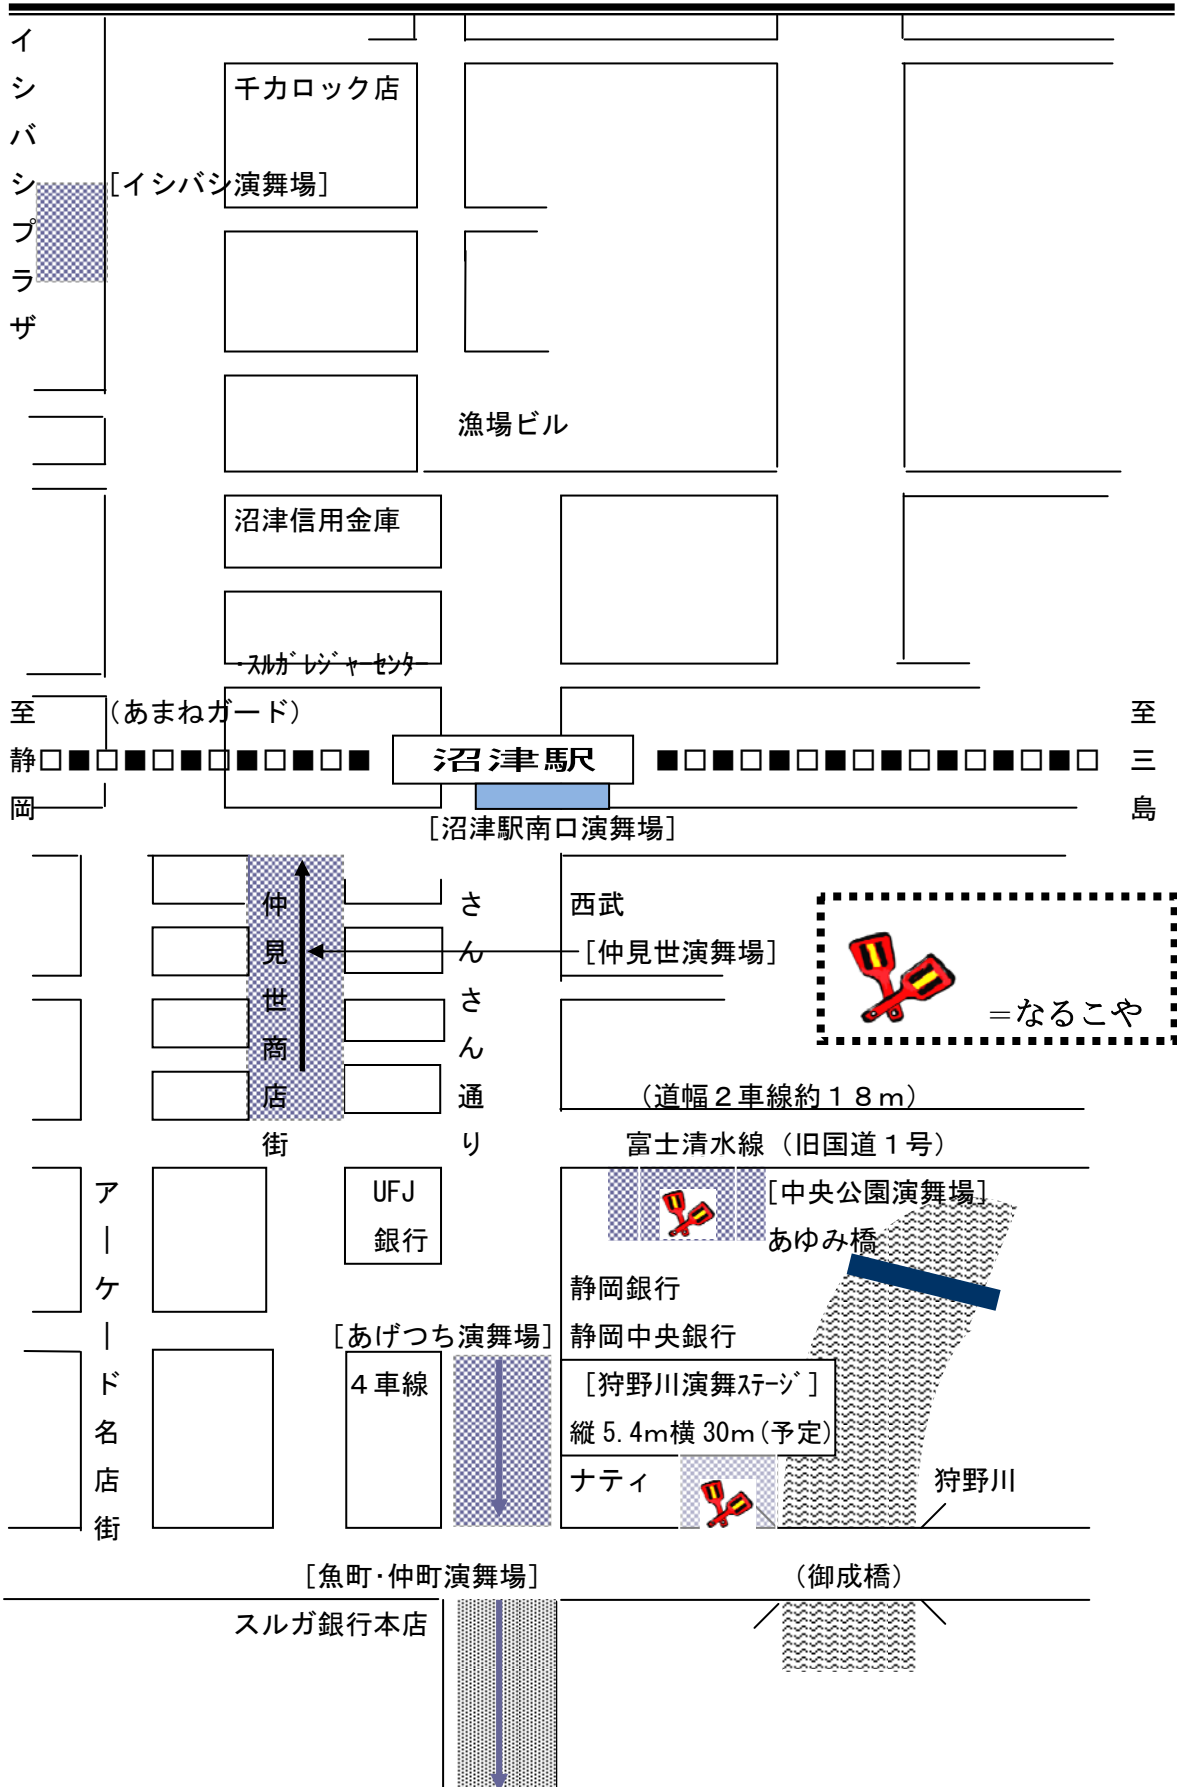 イシバシプラザ
千カロック店
[イシバシ演舞場]
漁場ビル
沼津信用金庫
・スルガレジャーセンター
至静岡
(あまねガード)
沼津駅
至三島
[沼津駅南口演舞場]
仲見世商店街
さんさん通り
西武
[仲見世演舞場]
=なるこや
(道幅2車線約18m)
富士清水線(旧国道1号)
アーケード名店街
UFJ
銀行
[中央公園演舞場]
あゆみ橋
静岡銀行
[あげつち演舞場]
静岡中央銀行
4車線
[狩野川演舞ステージ]
縦5.4m横30m(予定)
ナティ
狩野川
[魚町・仲町演舞場]
(御成橋)
スルガ銀行本店